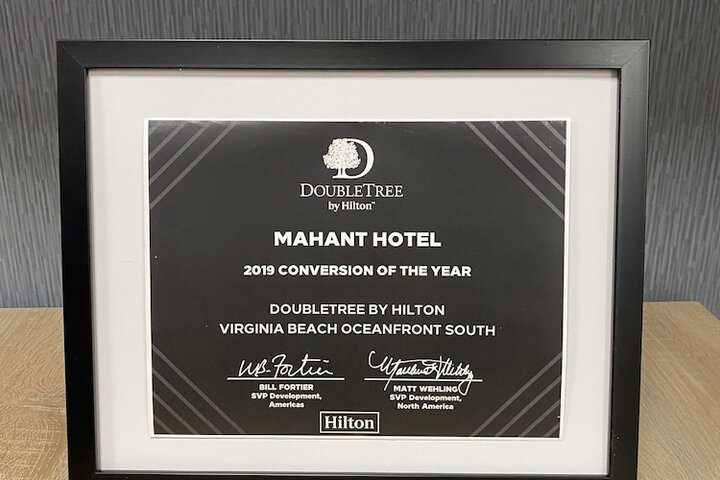 D
DOUBLETREE
by Hilton™
MAHANT HOTEL
2019 CONVERSION OF THE YEAR
DOUBLETREE BY HILTON
VIRGINIA BEACH OCEANFRONT SOUTH
BILL FORTIER
SVP Development,
Americas
MATT WEHLING
SVP Development,
North America
Hilton